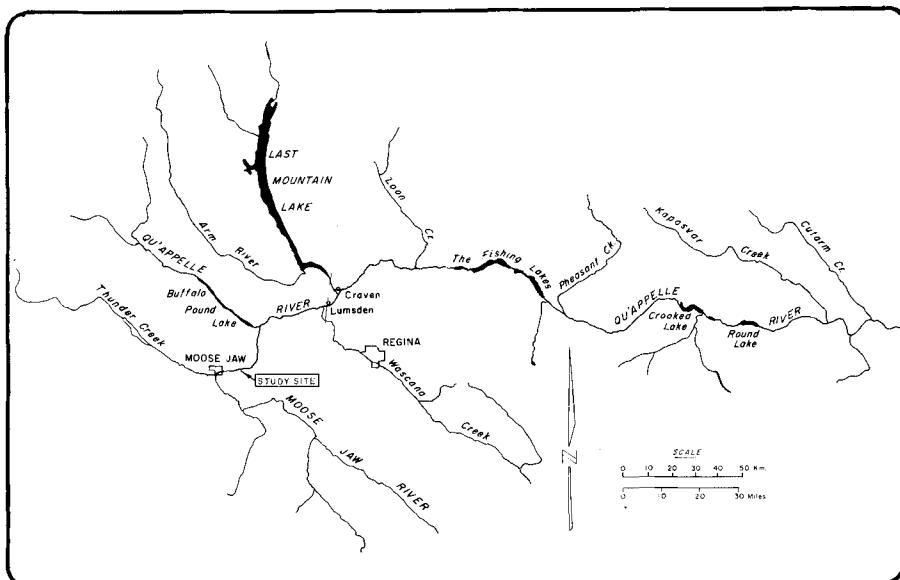 LAST
MOUNTAIN
LAKE
Loon
Cr.
Arm
River
QU'APPELLE
Buffalo
Pound
Lake
RIVER
Craven
Lumsden
The Fishing Lakes
Pheasant Ck.
Kaposvar
Creek
Cutarm Cr.
QU'APPELLE
Crooked
Lake
Round
Lake
RIVER
Thunder Creek
MOOSE JAW
STUDY SITE
REGINA
Wascana
Creek
MOOSE
JAW
RIVER
N
SCALE
0 10 20 30 40 50 Km.
0 10 20 30 Miles